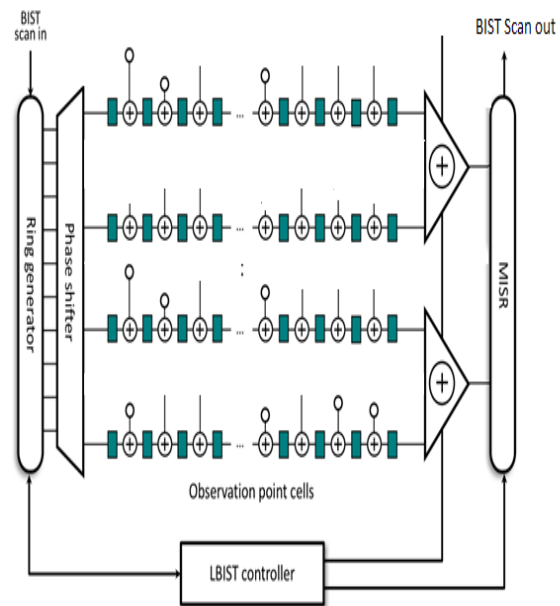 BIST
scan in
BIST Scan out
Ring generator
Phase shifter
...
...
...
...
:
MISR
Observation point cells
LBIST controller